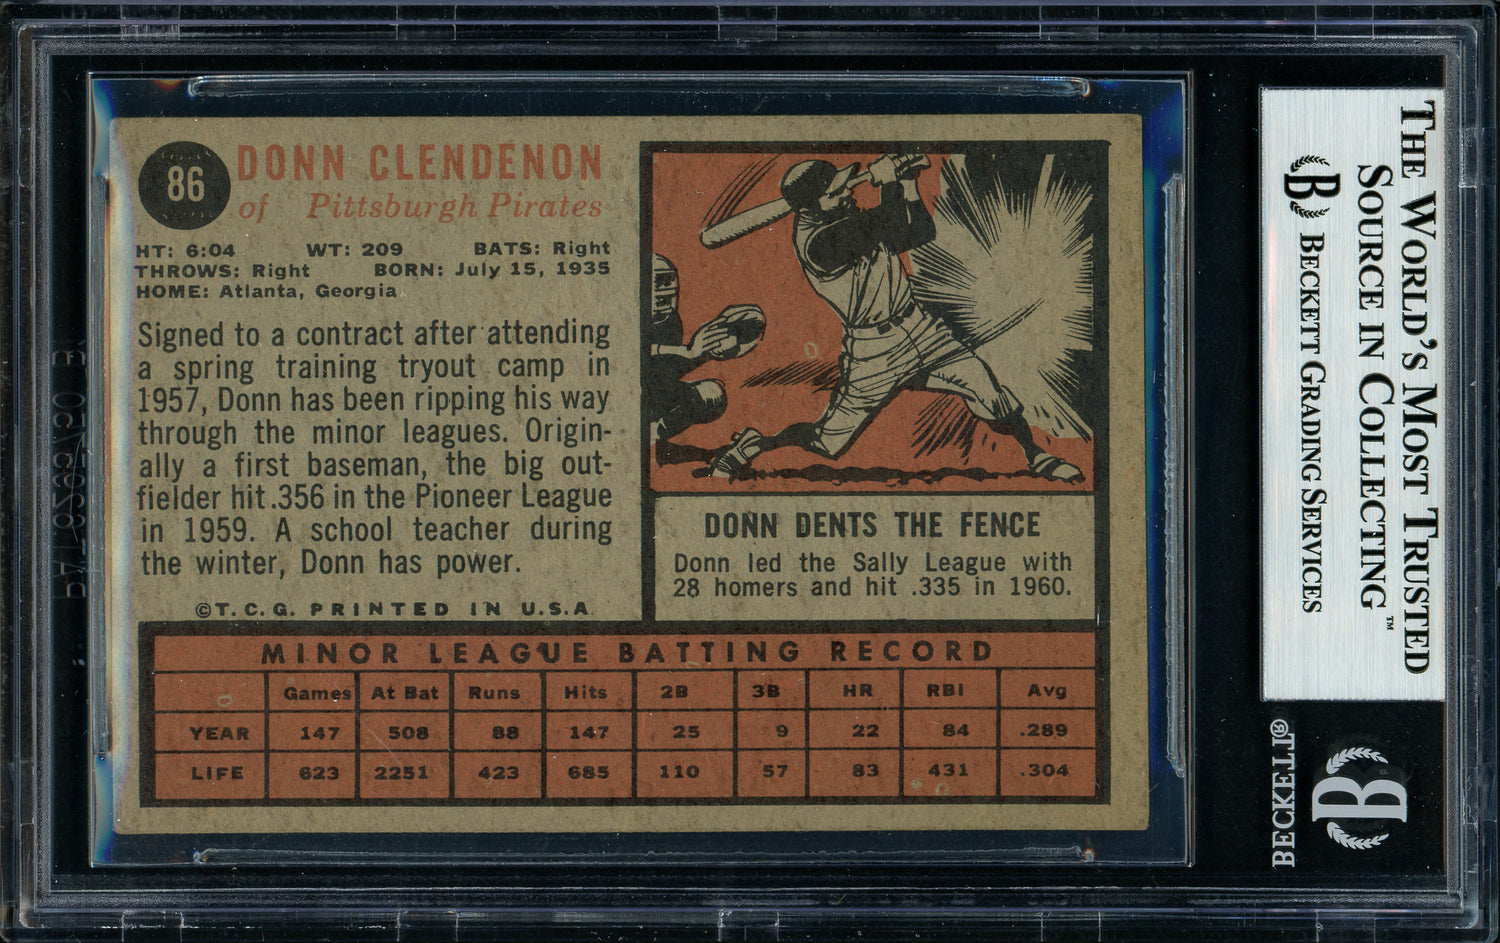 86
DONN CLENDENON
of Pittsburgh Pirates
HT: 6:04 WT: 209 BATS: Right
THROWS: Right BORN: July 15, 1935
HOME: Atlanta, Georgia
Signed to a contract after attending
a spring training tryout camp in
1957, Donn has been ripping his way
through the minor leagues. Origin-
ally a first baseman, the big out-
fielder hit .356 in the Pioneer League
in 1959. A school teacher during
the winter, Donn has power.
©T.C.G. PRINTED IN U.S.A.
DONN DENTS THE FENCE
Donn led the Sally League with
28 homers and hit .335 in 1960.
MINOR LEAGUE BATTING RECORD
Games At Bat Runs Hits 2B 3B HR RBI Avg
YEAR 147 508 88 147 25 9 22 84 .289
LIFE 623 2251 423 685 110 57 83 431 .304
THE WORLD'S MOST TRUSTED
SOURCE IN COLLECTING™
B BECKETT GRADING SERVICES
BECKETT®
B